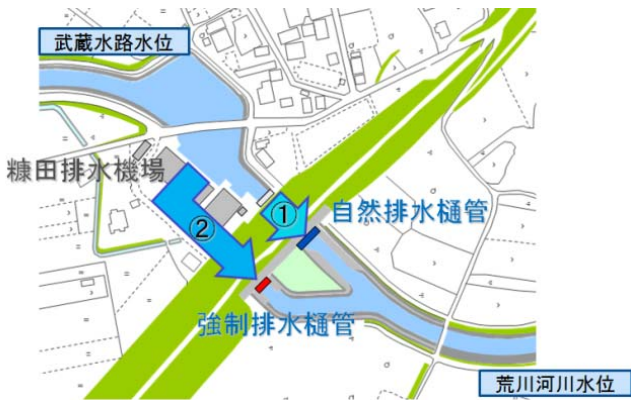 武蔵水路水位
糠田排水機場
①
自然排水樋管
②
強制排水樋管
荒川河川水位